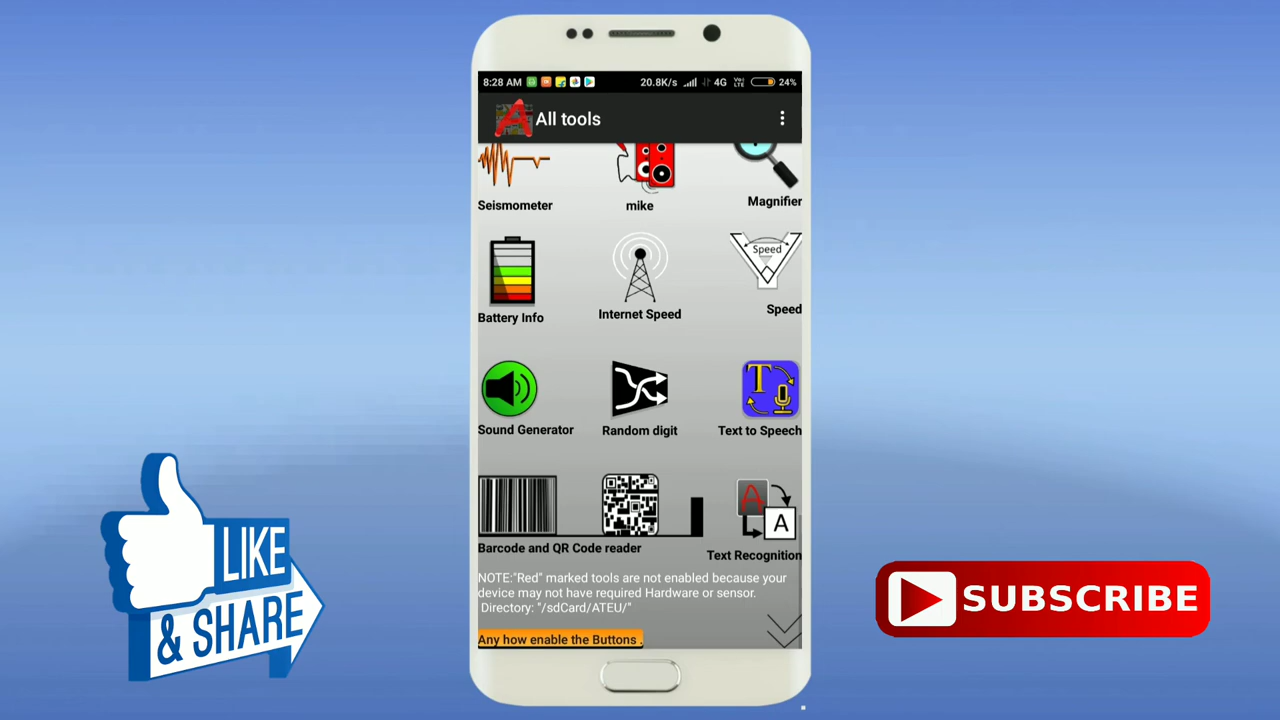 8:28 AM 20.8K/s 4G Vo) LTE 24%
A All tools
Seismometer mike Magnifier
Speed
Battery Info Internet Speed Speed
T
Sound Generator Random digit Text to Speech
A A
Barcode and QR Code reader Text Recognition
NOTE:"Red" marked tools are not enabled because your
device may not have required Hardware or sensor.
Directory: "/sdCard/ATEU/"
Any how enable the Buttons .
LIKE
& SHARE
SUBSCRIBE